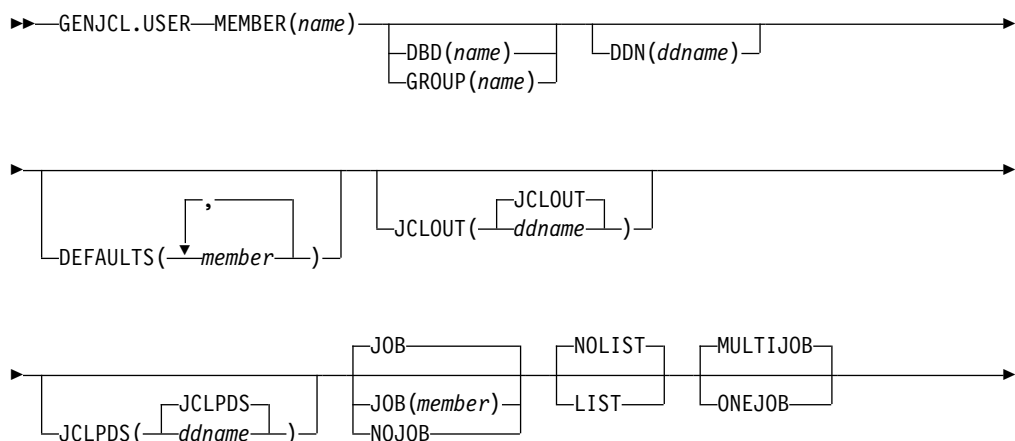 GENJCL.USER MEMBER(name)
DBD(name)
GROUP(name)
DDN(ddname)
DEFAULTS( member )
,
JCLOUT( ddname )
JCLOUT
JCLPDS( ddname )
JCLPDS
JOB
JOB(member)
NOJOB
NOLIST
LIST
MULTIJOB
ONEJOB